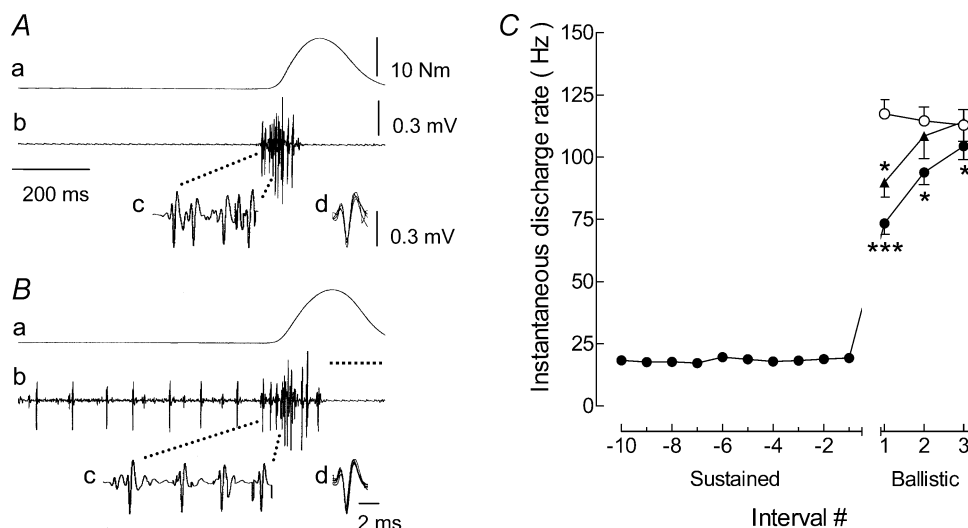 A
a
10 Nm
b
0.3 mV
200 ms
c
d
0.3 mV
B
a
b
c
d
2 ms
C
Instantaneous discharge rate ( Hz )
150
125
100
75
50
25
0
*
***
*
*
-10 -8 -6 -4 -2 1 2 3
Sustained Ballistic
Interval #